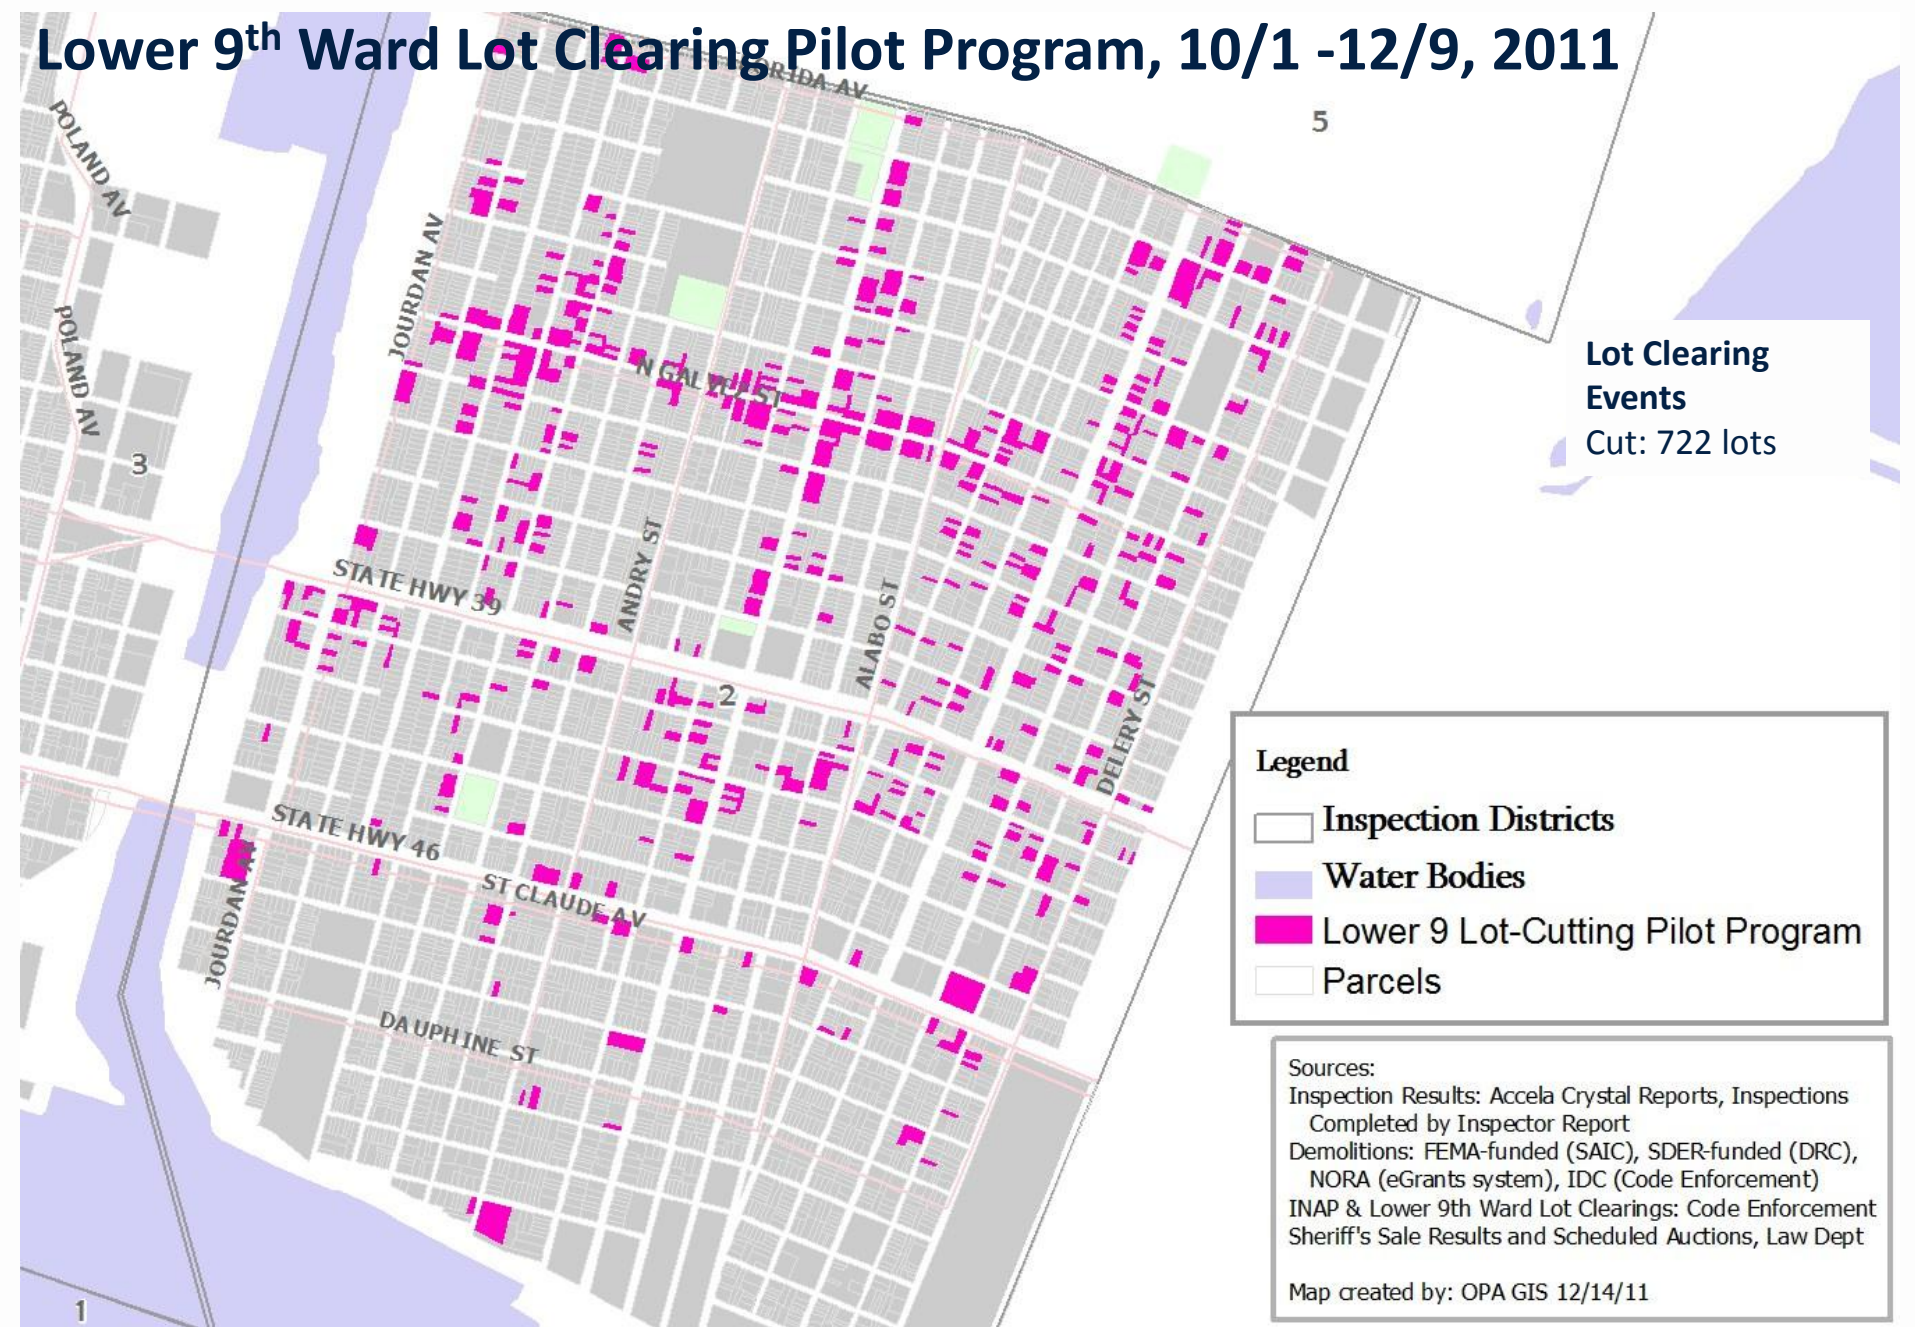 Lower 9th Ward Lot Clearing Pilot Program, 10/1 -12/9, 2011
5
POLAND AV
JOURDAN AV
POLAND AV
N GALVEZ ST
Lot Clearing
Events
Cut: 722 lots
3
STATE HWY 39
ANDRY ST
ALABO ST
2
DELERY ST
STATE HWY 46
JOURDAN AV
ST CLAUDE AV
DAUPHINE ST
1
Legend
Inspection Districts
Water Bodies
Lower 9 Lot-Cutting Pilot Program
Parcels
Sources:
Inspection Results: Accela Crystal Reports, Inspections
Completed by Inspector Report
Demolitions: FEMA-funded (SAIC), SDER-funded (DRC),
NORA (eGrants system), IDC (Code Enforcement)
INAP & Lower 9th Ward Lot Clearings: Code Enforcement
Sheriff's Sale Results and Scheduled Auctions, Law Dept
Map created by: OPA GIS 12/14/11